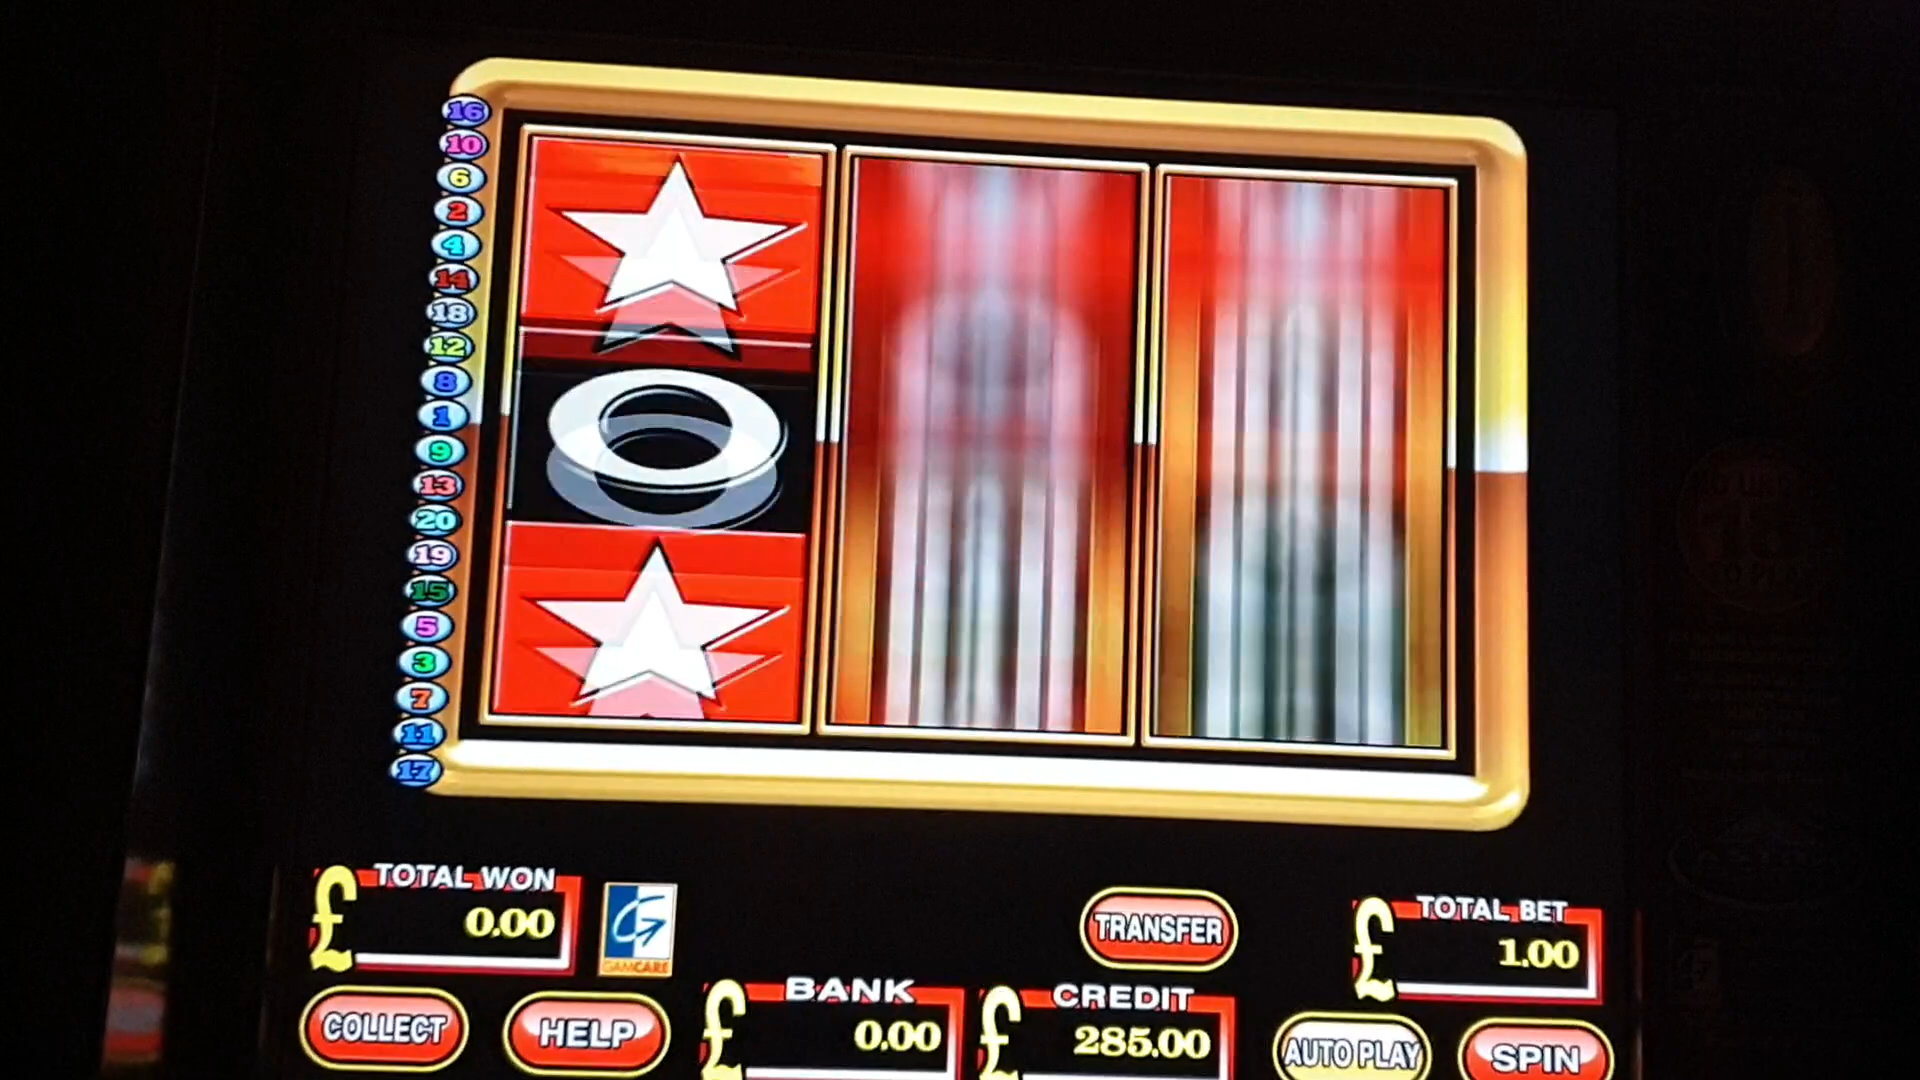 16
10
6
2
4
14
18
12
8
1
9
13
20
19
15
5
3
7
11
17
TOTAL WON
£ 0.00
GAMCARE
TRANSFER
TOTAL BET
£ 1.00
COLLECT
HELP
BANK
£ 0.00
CREDIT
£ 285.00
AUTO PLAY
SPIN